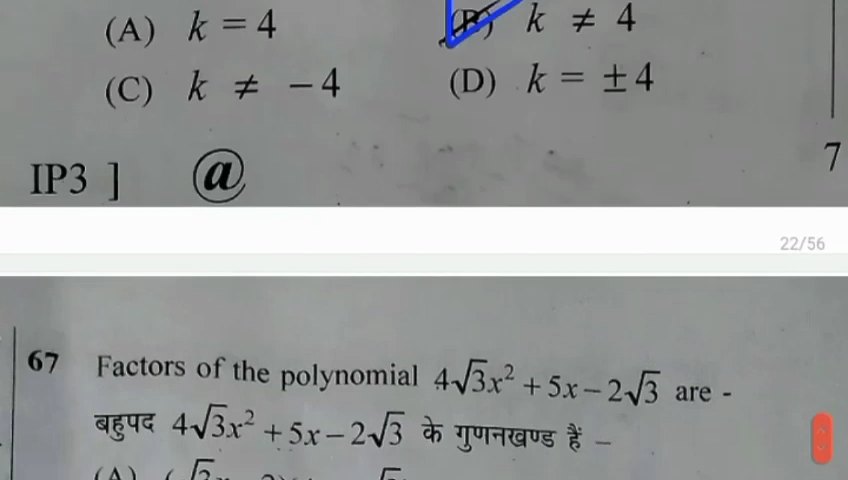 (A) k = 4 (B) k ≠ 4
(C) k ≠ −4 (D) k = ±4
IP3 ] @ 7
22/56
67 Factors of the polynomial 4√3x² + 5x − 2√3 are -
बहुपद 4√3x² + 5x − 2√3 के गुणनखण्ड हैं –
(A)